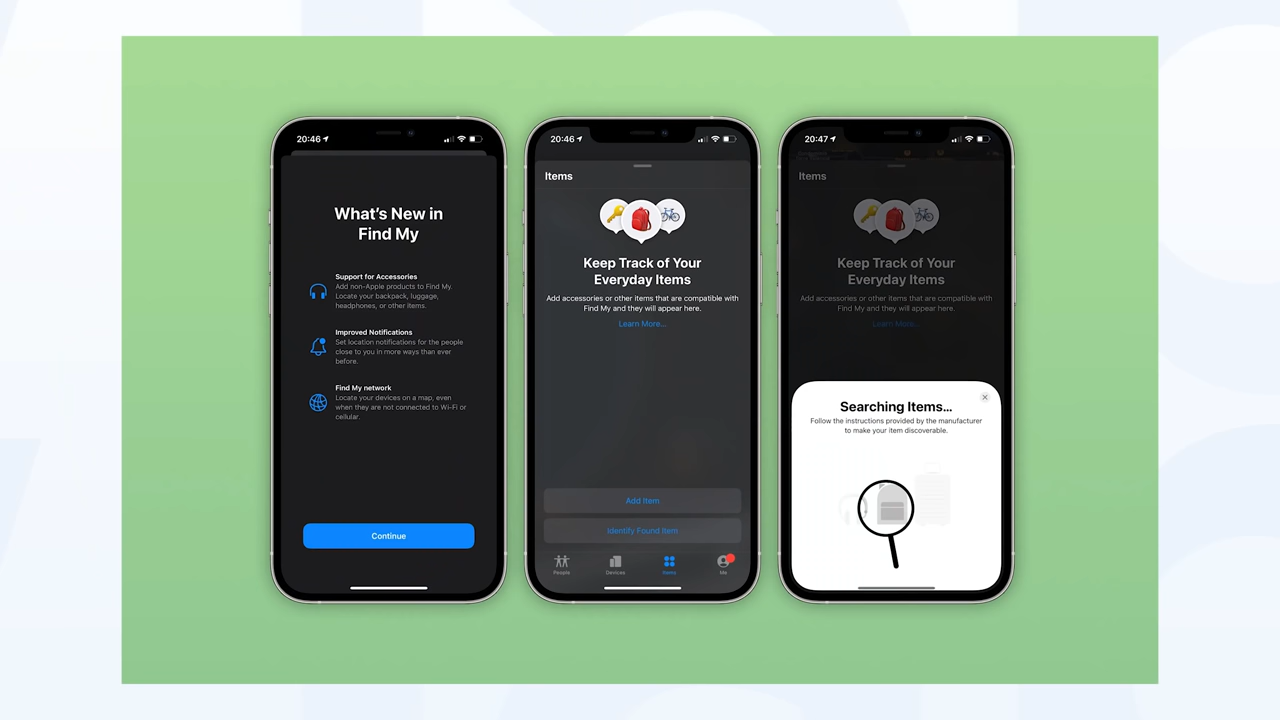 20:46
What's New in
Find My
Support for Accessories
Add non-Apple products to Find My.
Locate your backpack, luggage,
headphones, or other items.
Improved Notifications
Set location notifications for the people
close to you in more ways than ever
before.
Find My network
Locate your devices on a map, even
when they are not connected to Wi-Fi or
cellular.
Continue
20:46
Items
Keep Track of Your
Everyday Items
Add accessories or other items that are compatible with
Find My and they will appear here.
Learn More...
Add Item
Identify Found Item
People
Devices
Items
Me
20:47
Items
Keep Track of Your
Everyday Items
Add accessories or other items that are compatible with
Find My and they will appear here.
Learn More...
Searching Items...
Follow the instructions provided by the manufacturer
to make your item discoverable.